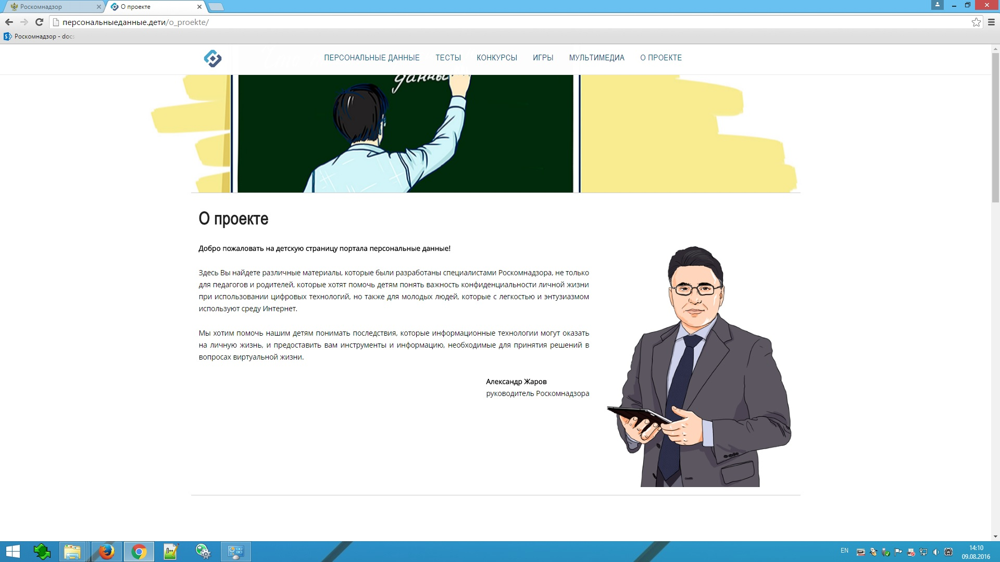 Роскомнадзор
О проекте
персональныеданные.дети/o_proekte/
Роскомнадзор - docs
ПЕРСОНАЛЬНЫЕ ДАННЫЕ ТЕСТЫ КОНКУРСЫ ИГРЫ МУЛЬТИМЕДИА О ПРОЕКТЕ
О проекте
Добро пожаловать на детскую страницу портала персональные данные!
Здесь Вы найдете различные материалы, которые были разработаны специалистами Роскомнадзора, не только
для педагогов и родителей, которые хотят помочь детям понять важность конфиденциальности личной жизни
при использовании цифровых технологий, но также для молодых людей, которые с легкостью и энтузиазмом
используют среду Интернет.
Мы хотим помочь нашим детям понимать последствия, которые информационные технологии могут оказать
на личную жизнь, и предоставить вам инструменты и информацию, необходимые для принятия решений в
вопросах виртуальной жизни.
Александр Жаров
руководитель Роскомнадзора
EN
14:10
09.08.2016